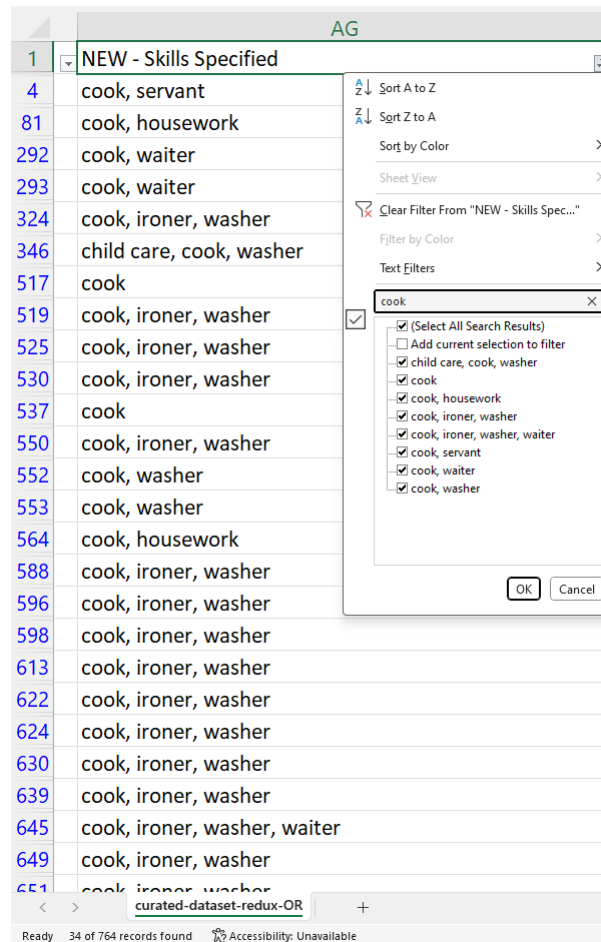 AG
1 NEW - Skills Specified
4 cook, servant
81 cook, housework
292 cook, waiter
293 cook, waiter
324 cook, ironer, washer
346 child care, cook, washer
517 cook
519 cook, ironer, washer
525 cook, ironer, washer
530 cook, ironer, washer
537 cook
550 cook, ironer, washer
552 cook, washer
553 cook, washer
564 cook, housework
588 cook, ironer, washer
596 cook, ironer, washer
598 cook, ironer, washer
613 cook, ironer, washer
622 cook, ironer, washer
624 cook, ironer, washer
630 cook, ironer, washer
639 cook, ironer, washer
645 cook, ironer, washer, waiter
649 cook, ironer, washer
651 cook, ironer, washer
Sort A to Z
Sort Z to A
Sort by Color
Sheet View
Clear Filter From "NEW - Skills Spec..."
Filter by Color
Text Filters
cook
(Select All Search Results)
Add current selection to filter
child care, cook, washer
cook
cook, housework
cook, ironer, washer
cook, ironer, washer, waiter
cook, servant
cook, waiter
cook, washer
OK Cancel
curated-dataset-redux-OR
Ready 34 of 764 records found Accessibility: Unavailable